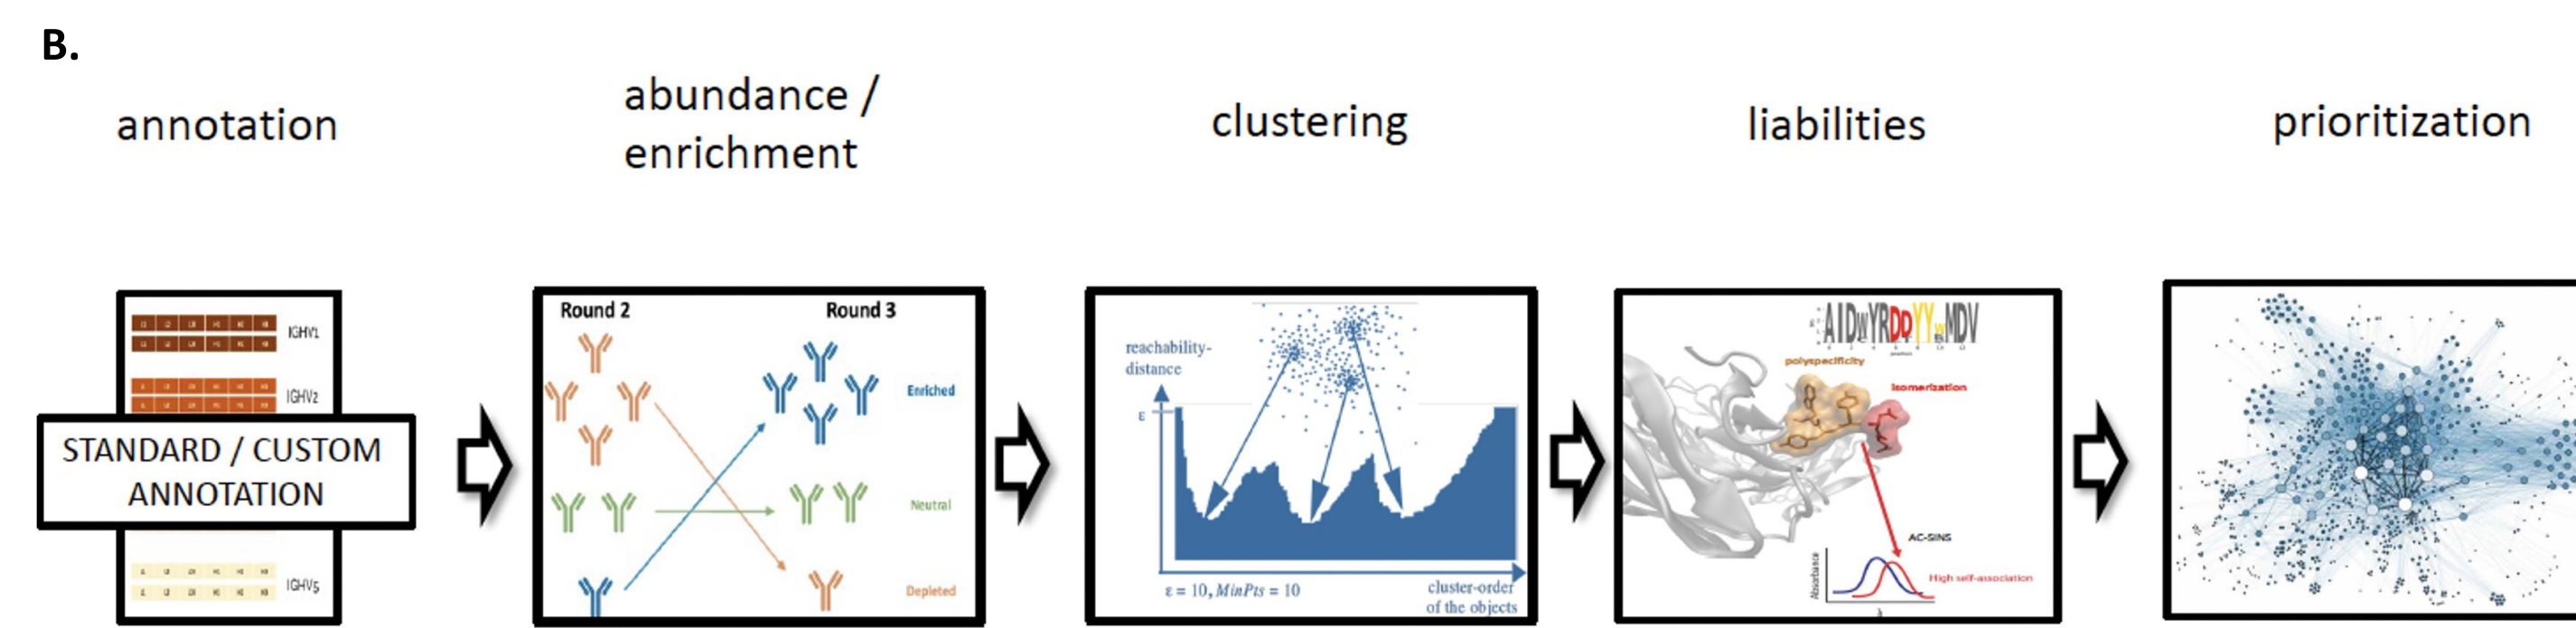 B.
annotation
abundance /
enrichment
clustering
liabilities
prioritization
IGHV1
IGHV2
STANDARD / CUSTOM
ANNOTATION
IGHV5
Round 2
Round 3
Enriched
Neutral
Depleted
reachability-
distance
ε
ε = 10, MinPts = 10
cluster-order
of the objects
AIDWYRDDYYWMDV
polyspecificity
Isomerization
AC-SINS
High self-association
Absorbance
λ